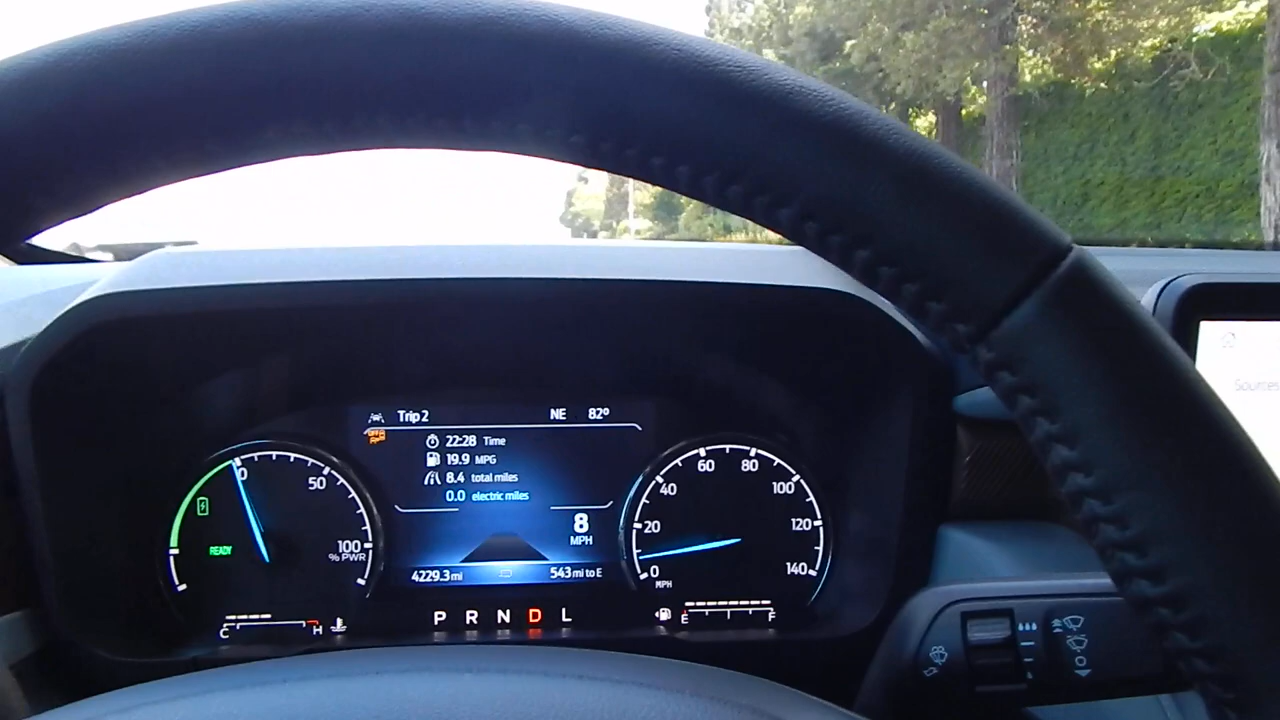 Trip 2 NE 82°
22:28 Time
19.9 MPG
8.4 total miles
0.0 electric miles
8
MPH
4229.3 mi 543 mi to E
0 50 100
% PWR
READY
0 20 40 60 80 100 120 140
MPH
C H
P R N D L
E F
Sources